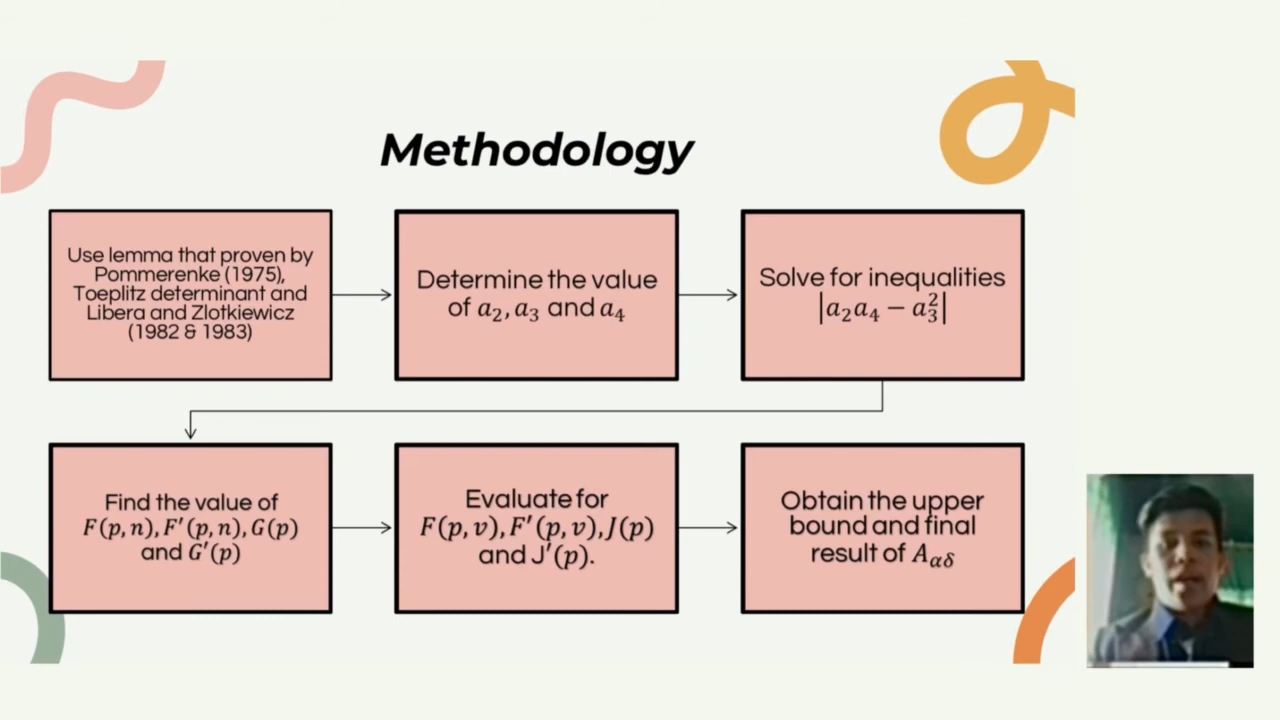 Methodology
Use lemma that proven by
Pommerenke (1975),
Toeplitz determinant and
Libera and Zlotkiewicz
(1982 & 1983)
Determine the value
of a₂, a₃ and a₄
Solve for inequalities
|a₂a₄ − a₃²|
Find the value of
F(p, n), F′(p, n), G(p)
and G′(p)
Evaluate for
F(p, v), F′(p, v), J(p)
and J′(p).
Obtain the upper
bound and final
result of A_αδ